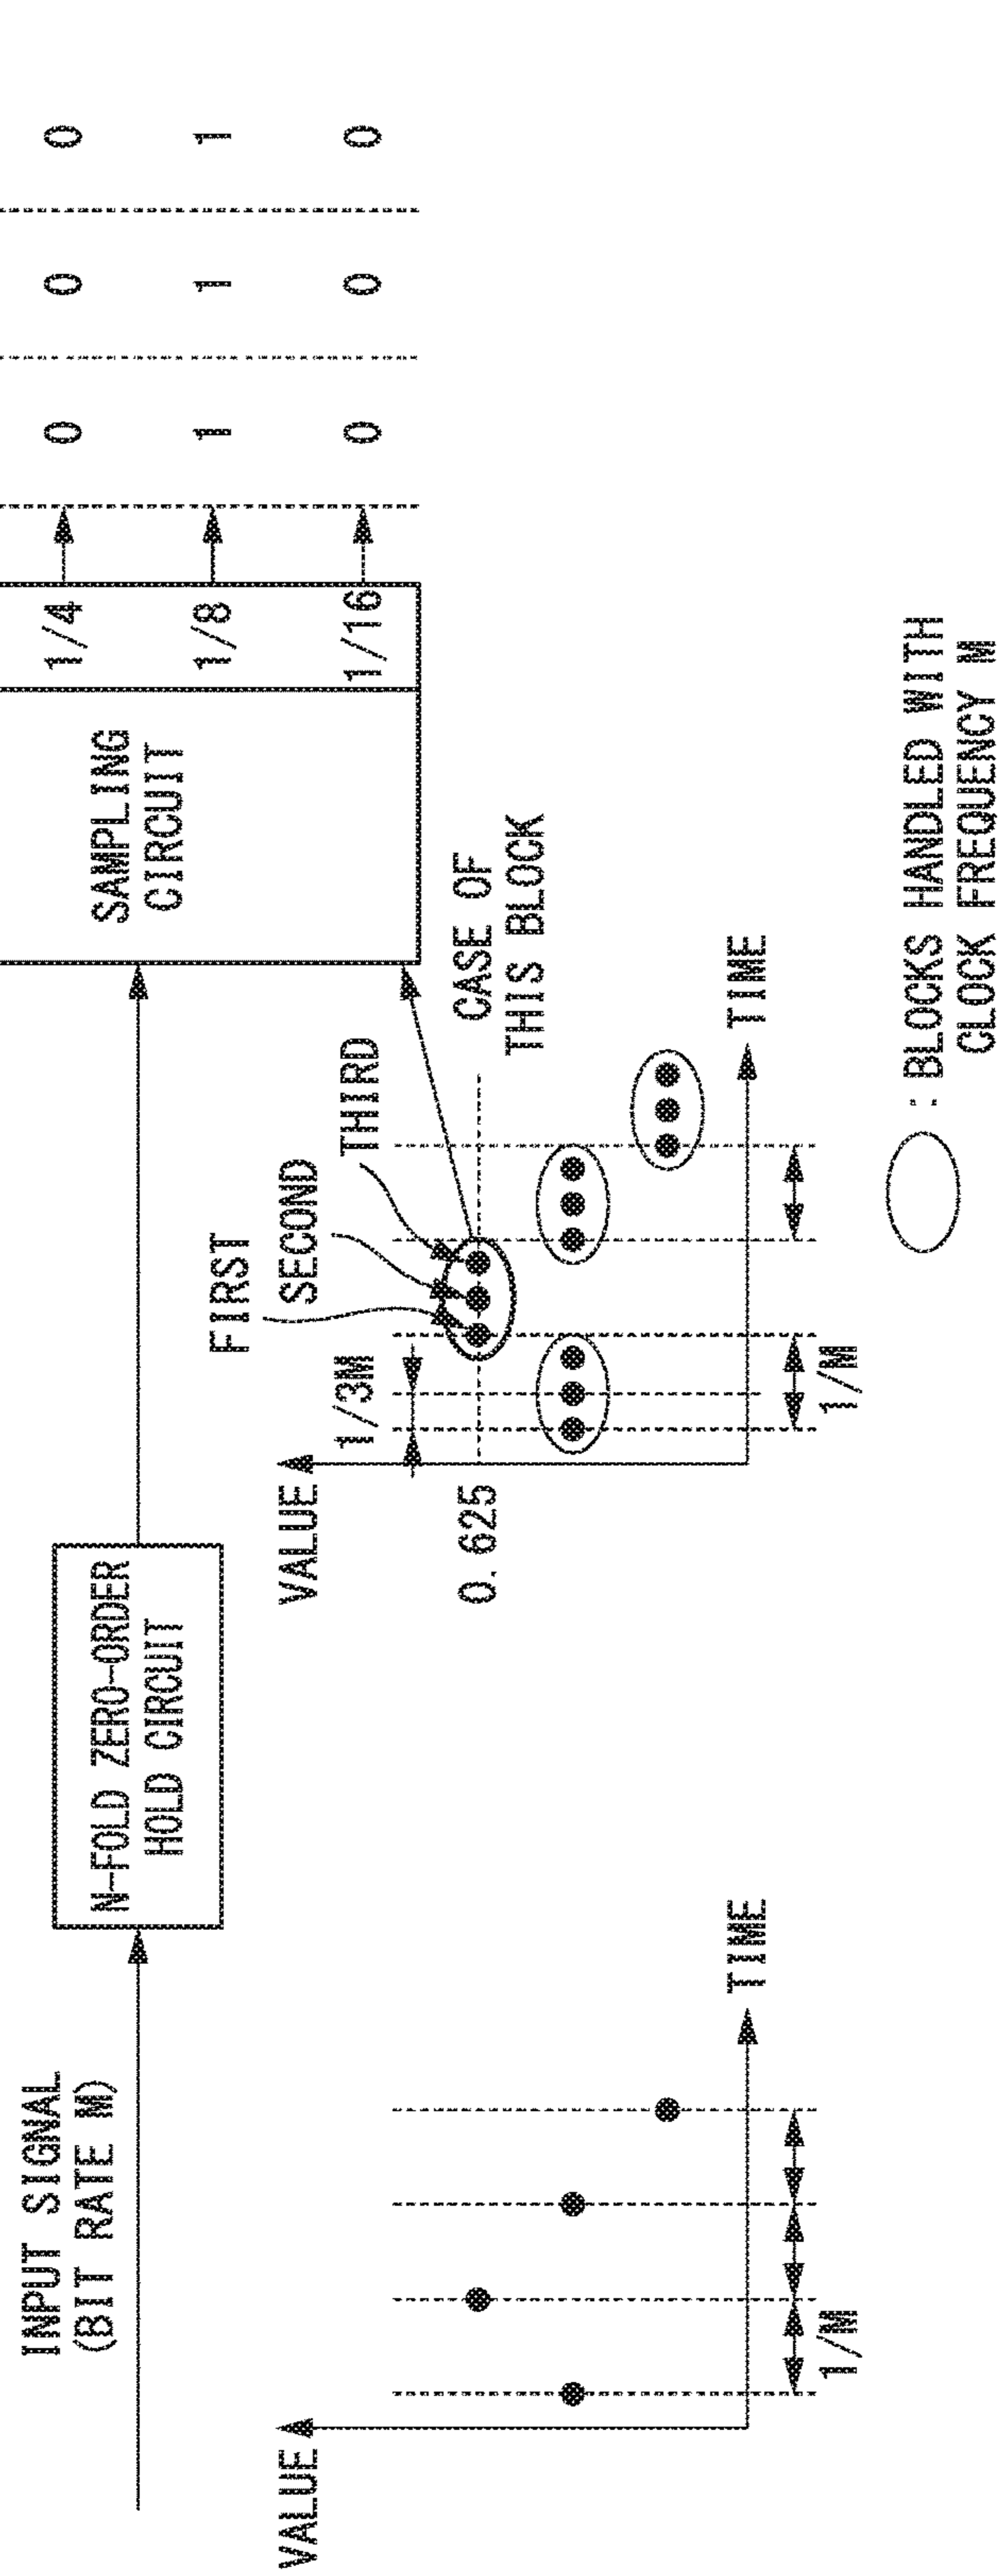 INPUT SIGNAL
(BIT RATE M)
N-FOLD ZERO-ORDER
HOLD CIRCUIT
SAMPLING
CIRCUIT
1/4
0 0 0
1/8
1 1 1
1/16
0 0 0
VALUE
TIME
1/M
VALUE
0.625
1/3M
FIRST
SECOND
THIRD
CASE OF
THIS BLOCK
TIME
1/M
: BLOCKS HANDLED WITH
CLOCK FREQUENCY M